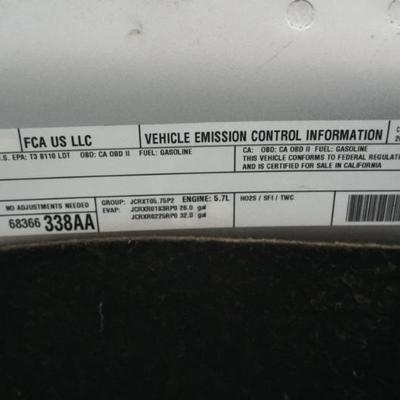 FCA US LLC VEHICLE EMISSION CONTROL INFORMATION
U.S. EPA: T3 B110 LDT OBD: CA OBD II FUEL: GASOLINE
CA: OBD: CA OBD II FUEL: GASOLINE
THIS VEHICLE CONFORMS TO FEDERAL
AND IS CERTIFIED FOR SALE IN CALIFORNIA
NO ADJUSTMENTS NEEDED
68366 338AA
GROUP: JCRXT05.75P2 ENGINE: 5.7L
EVAP: JCRXR0183RP0 26.0 gal
JCRXR0225RP0 32.0 gal
HO2S / SFI / TWC